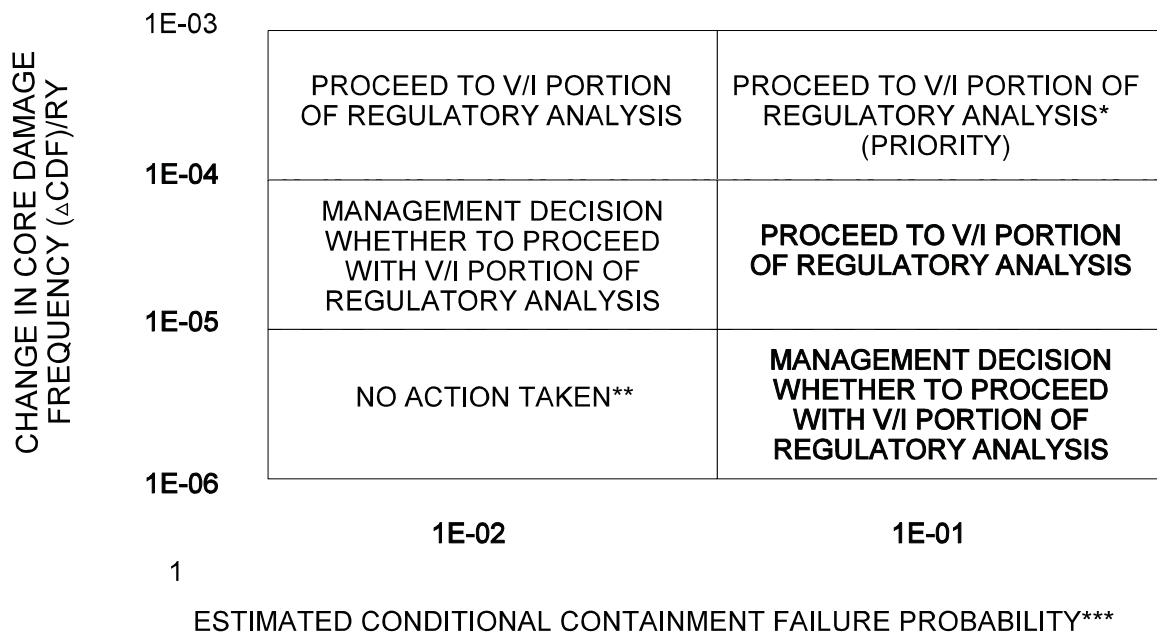 CHANGE IN CORE DAMAGE
FREQUENCY (△CDF)/RY
1E-03
PROCEED TO V/I PORTION
OF REGULATORY ANALYSIS
PROCEED TO V/I PORTION OF
REGULATORY ANALYSIS*
(PRIORITY)
1E-04
MANAGEMENT DECISION
WHETHER TO PROCEED
WITH V/I PORTION OF
REGULATORY ANALYSIS
PROCEED TO V/I PORTION
OF REGULATORY ANALYSIS
1E-05
NO ACTION TAKEN**
MANAGEMENT DECISION
WHETHER TO PROCEED
WITH V/I PORTION OF
REGULATORY ANALYSIS
1E-06
1E-02
1E-01
1
ESTIMATED CONDITIONAL CONTAINMENT FAILURE PROBABILITY***